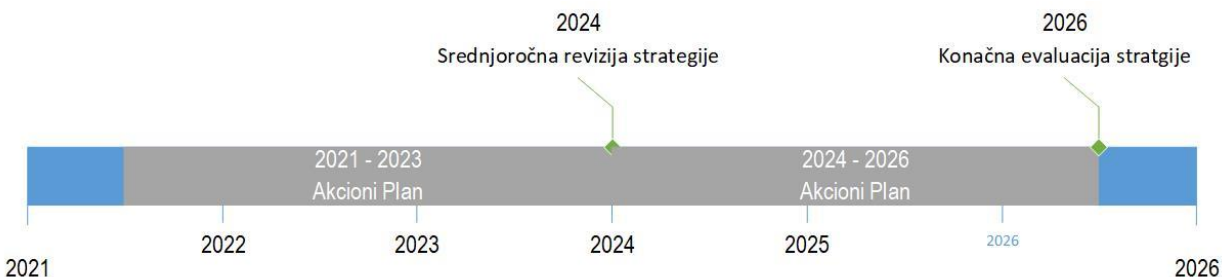 2024
Srednjoročna revizija strategije
2026
Konačna evaluacija stratgije
2021 - 2023
Akcioni Plan
2024 - 2026
Akcioni Plan
2022
2023
2024
2025
2026
2021
2026